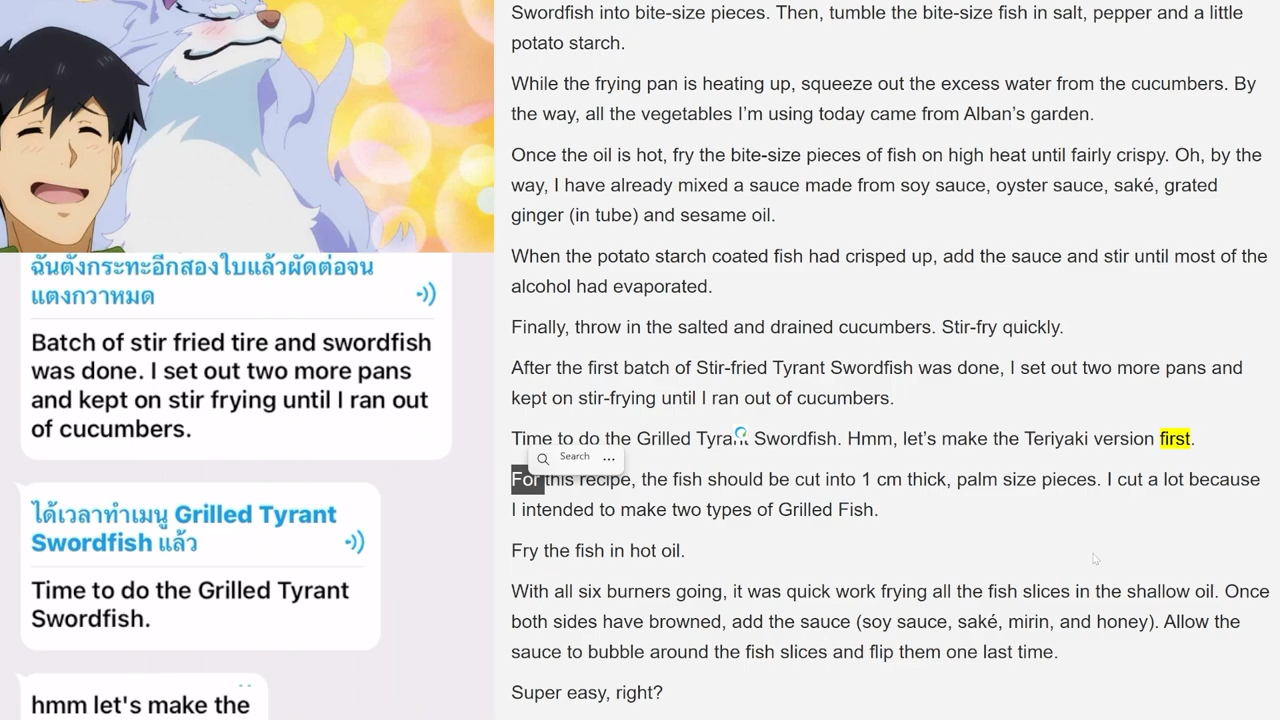 ฉันตั้งกระทะอีกสองใบแล้วผัดต่อจน
แตงกวาหมด
Batch of stir fried tire and swordfish
was done. I set out two more pans
and kept on stir frying until I ran out
of cucumbers.
ได้เวลาทำเมนู Grilled Tyrant
Swordfish แล้ว
Time to do the Grilled Tyrant
Swordfish.
hmm let's make the
Swordfish into bite-size pieces. Then, tumble the bite-size fish in salt, pepper and a little
potato starch.
While the frying pan is heating up, squeeze out the excess water from the cucumbers. By
the way, all the vegetables I’m using today came from Alban’s garden.
Once the oil is hot, fry the bite-size pieces of fish on high heat until fairly crispy. Oh, by the
way, I have already mixed a sauce made from soy sauce, oyster sauce, saké, grated
ginger (in tube) and sesame oil.
When the potato starch coated fish had crisped up, add the sauce and stir until most of the
alcohol had evaporated.
Finally, throw in the salted and drained cucumbers. Stir-fry quickly.
After the first batch of Stir-fried Tyrant Swordfish was done, I set out two more pans and
kept on stir-frying until I ran out of cucumbers.
Time to do the Grilled Tyrant Swordfish. Hmm, let’s make the Teriyaki version first.
Search ...
For this recipe, the fish should be cut into 1 cm thick, palm size pieces. I cut a lot because
I intended to make two types of Grilled Fish.
Fry the fish in hot oil.
With all six burners going, it was quick work frying all the fish slices in the shallow oil. Once
both sides have browned, add the sauce (soy sauce, saké, mirin, and honey). Allow the
sauce to bubble around the fish slices and flip them one last time.
Super easy, right?